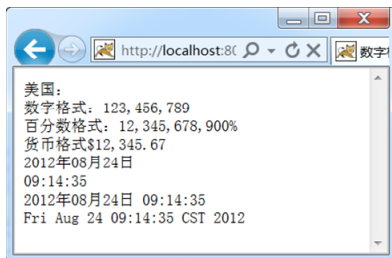 http://localhost:80
数字
美国：
数字格式：123,456,789
百分数格式：12,345,678,900%
货币格式$12,345.67
2012年08月24日
09:14:35
2012年08月24日 09:14:35
Fri Aug 24 09:14:35 CST 2012